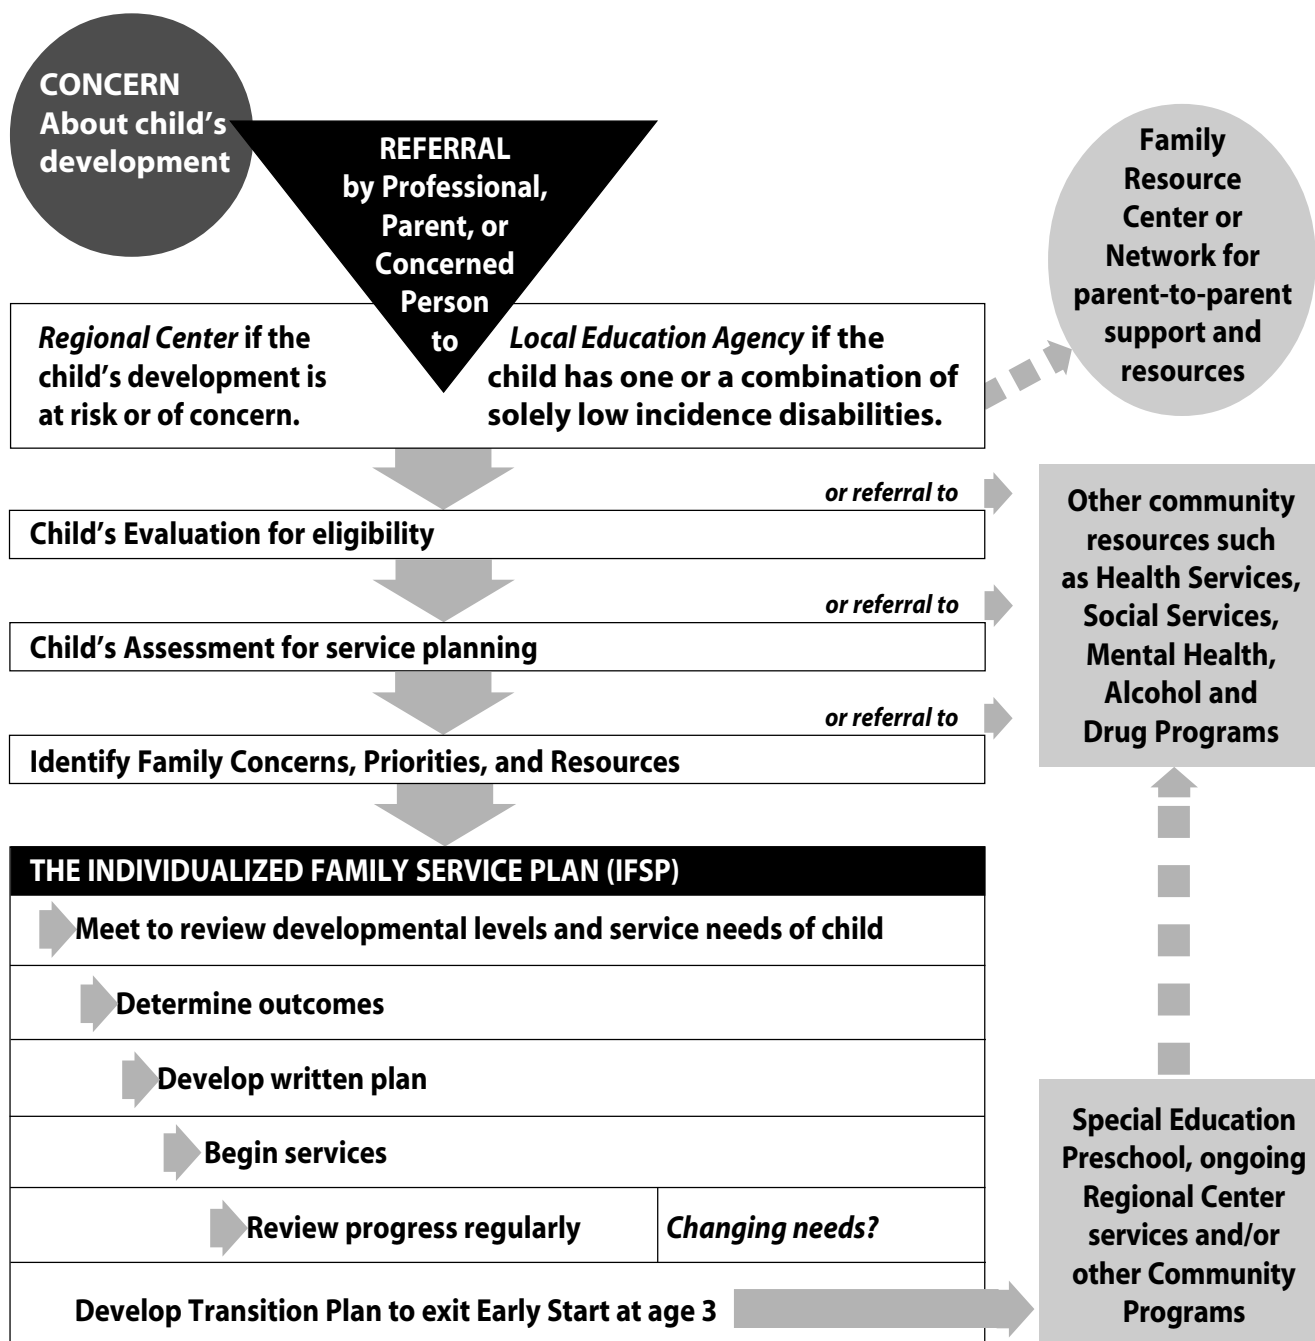 CONCERN
About child's
development
REFERRAL
by Professional,
Parent, or
Concerned
Person
to
Regional Center if the
child's development is
at risk or of concern.
Local Education Agency if the
child has one or a combination of
solely low incidence disabilities.
Family
Resource
Center or
Network for
parent-to-parent
support and
resources
or referral to
Child's Evaluation for eligibility
or referral to
Child's Assessment for service planning
or referral to
Identify Family Concerns, Priorities, and Resources
Other community
resources such
as Health Services,
Social Services,
Mental Health,
Alcohol and
Drug Programs
THE INDIVIDUALIZED FAMILY SERVICE PLAN (IFSP)
Meet to review developmental levels and service needs of child
Determine outcomes
Develop written plan
Begin services
Review progress regularly
Changing needs?
Develop Transition Plan to exit Early Start at age 3
Special Education
Preschool, ongoing
Regional Center
services and/or
other Community
Programs